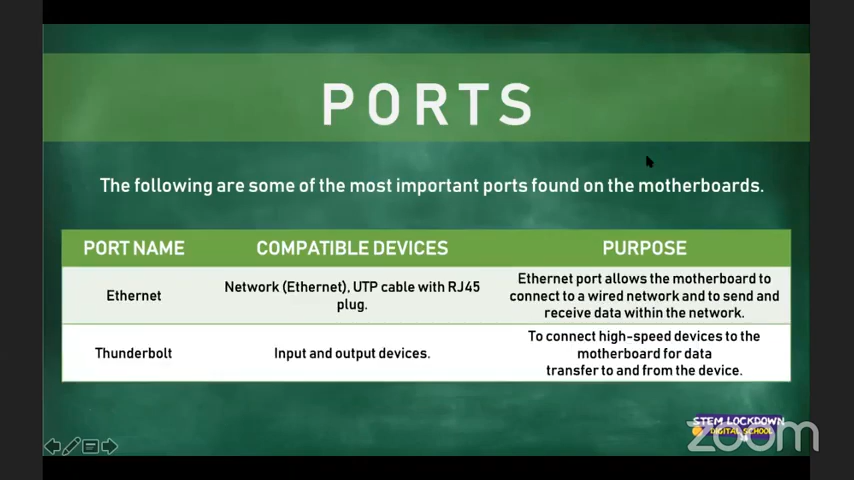 PORTS
The following are some of the most important ports found on the motherboards.
PORT NAME COMPATIBLE DEVICES PURPOSE
Ethernet
Network (Ethernet), UTP cable with RJ45
plug.
Ethernet port allows the motherboard to
connect to a wired network and to send and
receive data within the network.
Thunderbolt
Input and output devices.
To connect high-speed devices to the
motherboard for data
transfer to and from the device.
STEM LOCKDOWN
DIGITAL SCHOOL
zoom